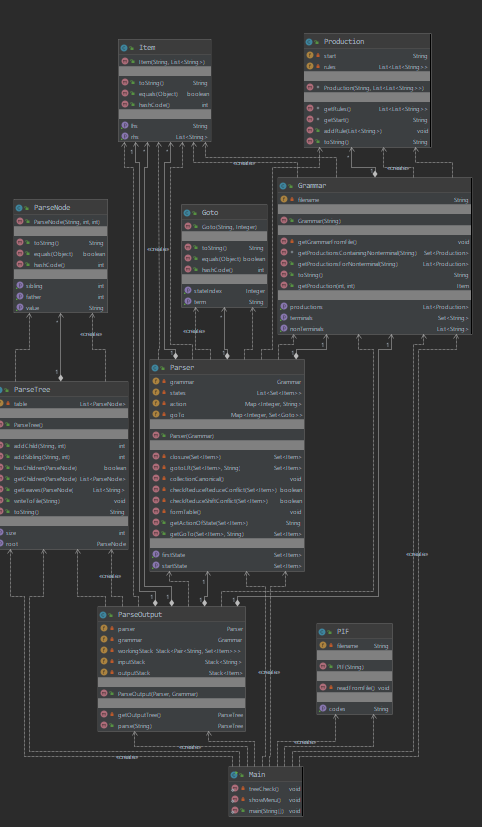 Item
Item(String, List<String>)
toString() String
equals(Object) boolean
hashCode() int
lhs String
rhs List<String>
Production
start String
rules List<List<String>>
Production(String, List<List<String>>)
getRules() List<List<String>>
getStart() String
addRule(List<String>) void
toString() String
«create»
«create»
Grammar
filename String
Grammar(String)
getGrammarFromFile() void
getProductionsContainingNonterminal(String) Set<Production>
getProductionsForNonterminal(String) List<Production>
toString() String
getProduction(int, int) Item
productions List<Production>
terminals Set<String>
nonTerminals List<String>
ParseNode
ParseNode(String, int, int)
toString() String
equals(Object) boolean
hashCode() int
sibling int
father int
value String
Goto
Goto(String, Integer)
toString() String
equals(Object) boolean
hashCode() int
stateIndex Integer
item String
«create»
Parser
grammar Grammar
states List<Set<Item>>
action Map<Integer, String>
goTo Map<Integer, Set<Goto>>
Parser(Grammar)
closure(Set<Item>) Set<Item>
gotoLR(Set<Item>, String) Set<Item>
collectionCanonical() void
checkReduceReduceConflict(Set<Item>) boolean
checkReduceShiftConflict(Set<Item>) boolean
formTable() void
getActionOfState(Set<Item>) String
getGoTo(Set<Item>, String) Set<Item>
firstState Set<Item>
startState Set<Item>
ParseTree
table List<ParseNode>
ParseTree()
addChild(String, int) int
addSibling(String, int) int
hasChildren(ParseNode) boolean
getChildren(ParseNode) List<ParseNode>
getLeaves(ParseNode) List<String>
writeToFile(String) void
toString() String
size int
root ParseNode
«create»
«create»
ParseOutput
parser Parser
grammar Grammar
workingStack Stack<Pair<String, Set<Item>>>
inputStack Stack<String>
outputStack Stack<Item>
ParseOutput(Parser, Grammar)
getOutputTree() ParseTree
parse(String) ParseTree
«create»
PIF
filename String
PIF(String)
readFromFile() void
codes String
«create»
«create»
«create»
Main
treeCheck() void
showMenu() void
main(String[]) void